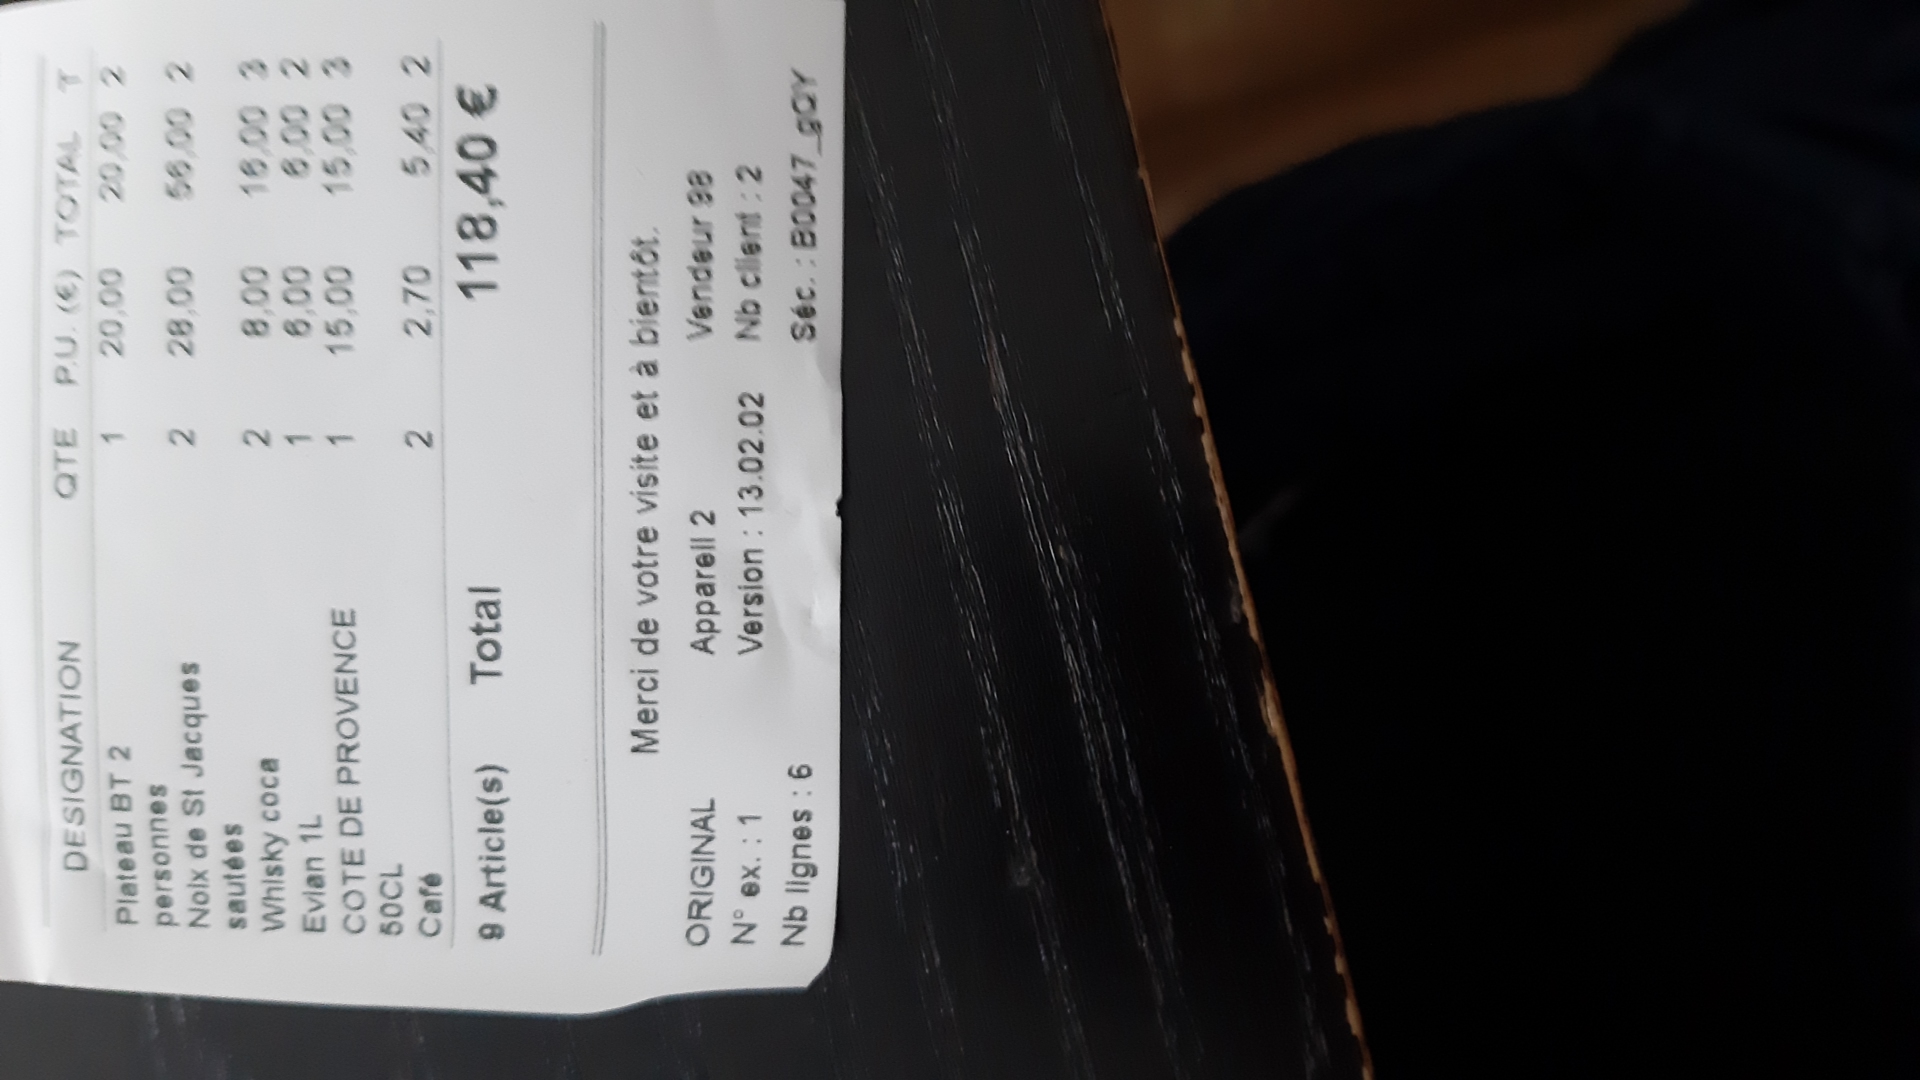 DESIGNATION QTE P.U. (€) TOTAL T
Plateau BT 2 1 20,00 20,00 2
personnes
Noix de St Jacques 2 28,00 56,00 2
sautées
Whisky coca 2 8,00 16,00 3
Evian 1L 1 6,00 6,00 2
COTE DE PROVENCE 1 15,00 15,00 3
50CL
Café 2 2,70 5,40 2
9 Article(s) Total 118,40 €
Merci de votre visite et à bientôt.
ORIGINAL Appareil 2 Vendeur 98
N° ex. : 1 Version : 13.02.02 Nb client : 2
Nb lignes : 6 Séc. : B0047_gQY